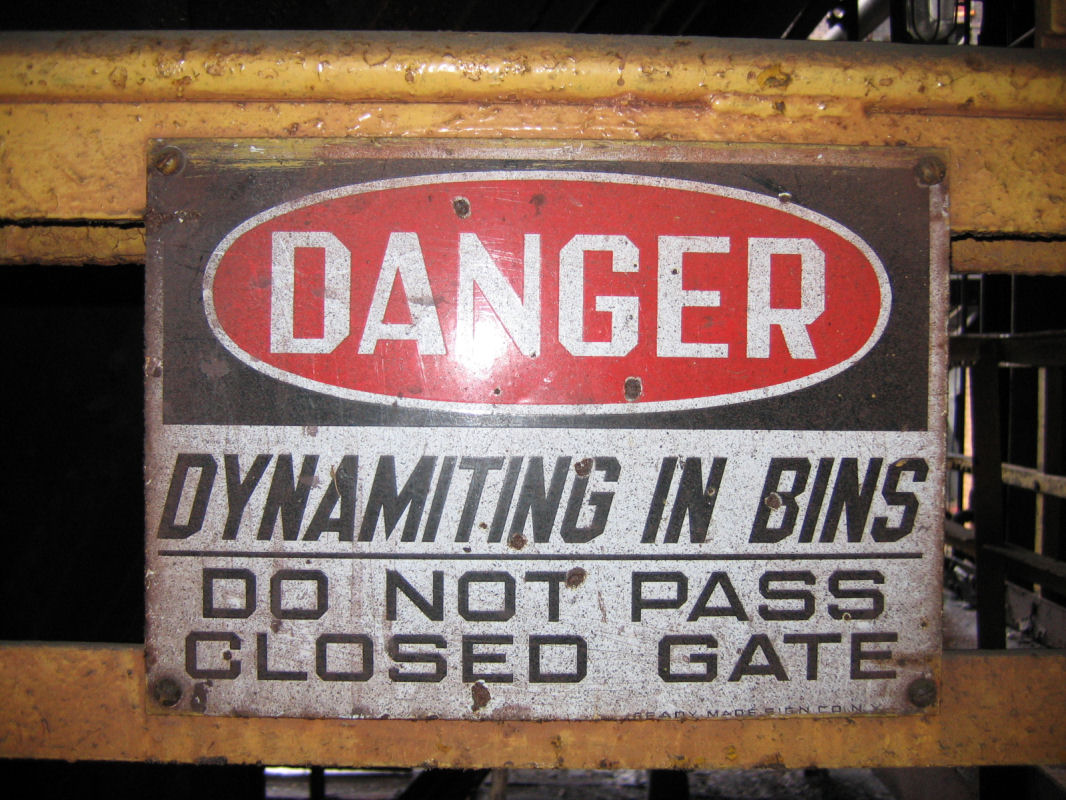 DANGER
DYNAMITING IN BINS
DO NOT PASS
CLOSED GATE
READY MADE SIGN CO. N.Y.